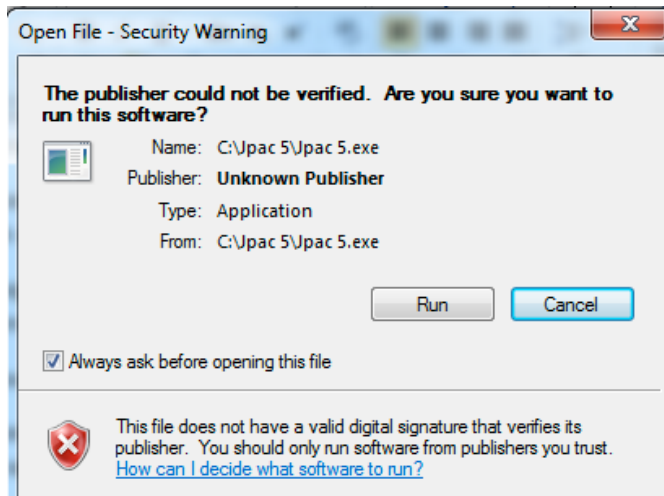 Open File - Security Warning
The publisher could not be verified. Are you sure you want to
run this software?
Name: C:\Jpac 5\Jpac 5.exe
Publisher: Unknown Publisher
Type: Application
From: C:\Jpac 5\Jpac 5.exe
Run Cancel
Always ask before opening this file
This file does not have a valid digital signature that verifies its
publisher. You should only run software from publishers you trust.
How can I decide what software to run?